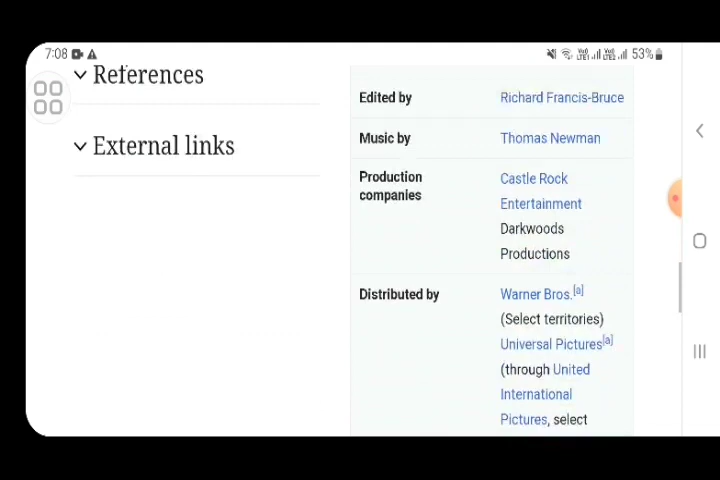 7:08
53%
References
External links
Edited by
Richard Francis-Bruce
Music by
Thomas Newman
Production
companies
Castle Rock
Entertainment
Darkwoods
Productions
Distributed by
Warner Bros.[a]
(Select territories)
Universal Pictures[a]
(through United
International
Pictures, select